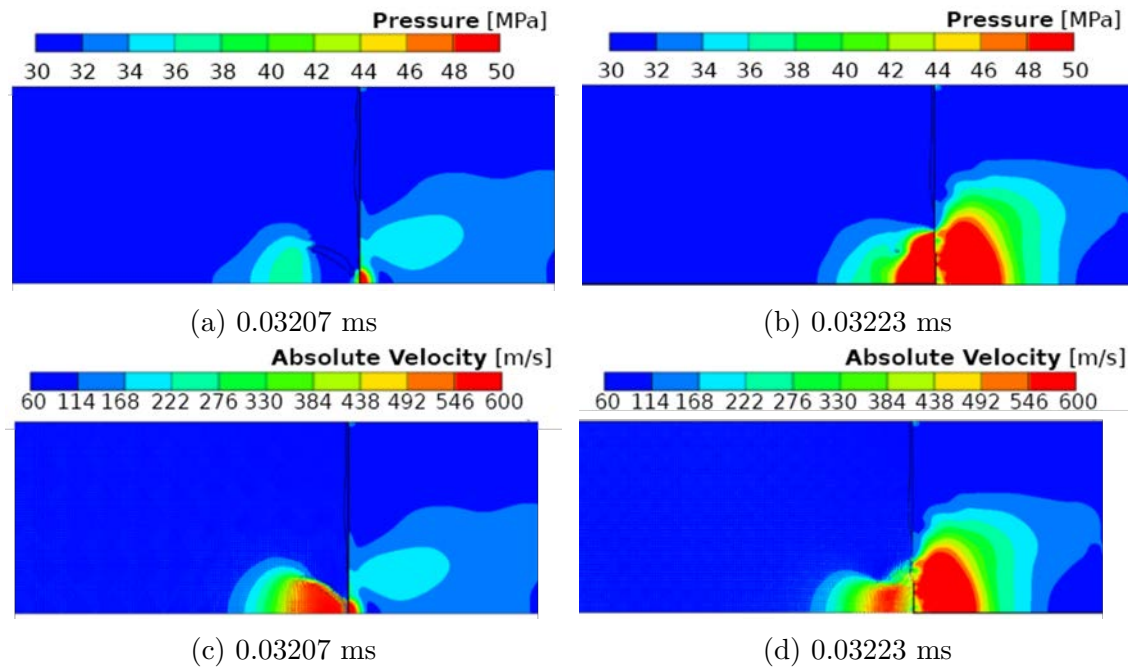 Pressure [MPa]
30 32 34 36 38 40 42 44 46 48 50
(a) 0.03207 ms
Pressure [MPa]
30 32 34 36 38 40 42 44 46 48 50
(b) 0.03223 ms
Absolute Velocity [m/s]
60 114 168 222 276 330 384 438 492 546 600
(c) 0.03207 ms
Absolute Velocity [m/s]
60 114 168 222 276 330 384 438 492 546 600
(d) 0.03223 ms